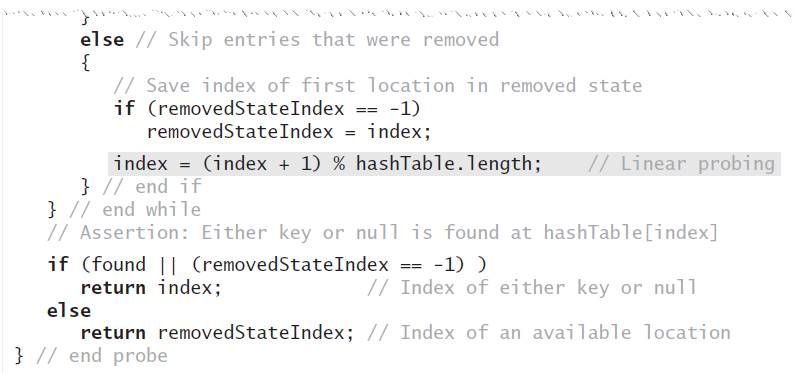 }
else // Skip entries that were removed
{
// Save index of first location in removed state
if (removedStateIndex == -1)
removedStateIndex = index;
index = (index + 1) % hashTable.length; // Linear probing
} // end if
} // end while
// Assertion: Either key or null is found at hashTable[index]
if (found || (removedStateIndex == -1) )
return index; // Index of either key or null
else
return removedStateIndex; // Index of an available location
} // end probe